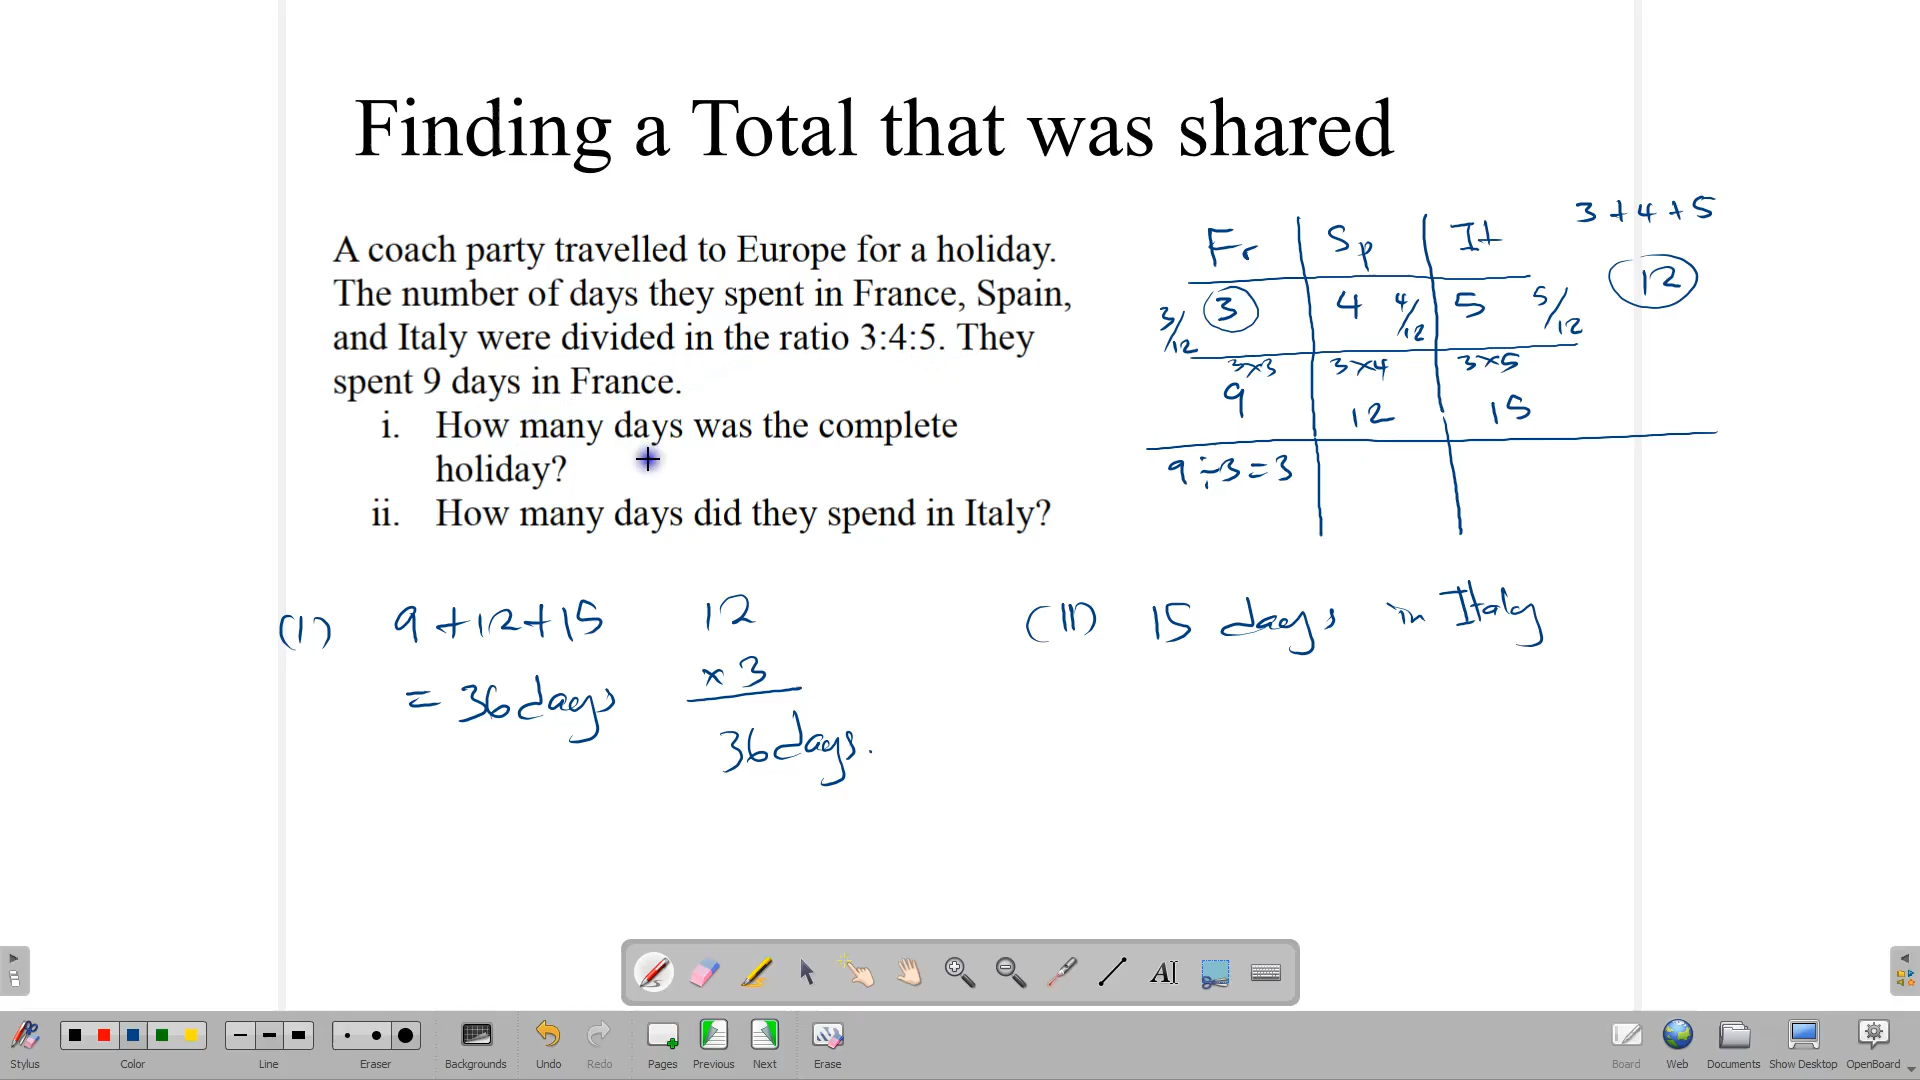 Finding a Total that was shared
A coach party travelled to Europe for a holiday.
The number of days they spent in France, Spain,
and Italy were divided in the ratio 3:4:5. They
spent 9 days in France.
i. How many days was the complete
holiday?
ii. How many days did they spend in Italy?
Fr Sp It
3/12 3 4 4/12 5 5/12
3×3 3×4 3×5
9 12 15
9÷3=3
3+4+5
12
(I) 9+12+15
= 36 days
12
×3
36 days.
(II) 15 days in Italy
AI
Stylus Color Line Eraser Backgrounds Undo Redo Pages Previous Next Erase Board Web Documents Show Desktop OpenBoard